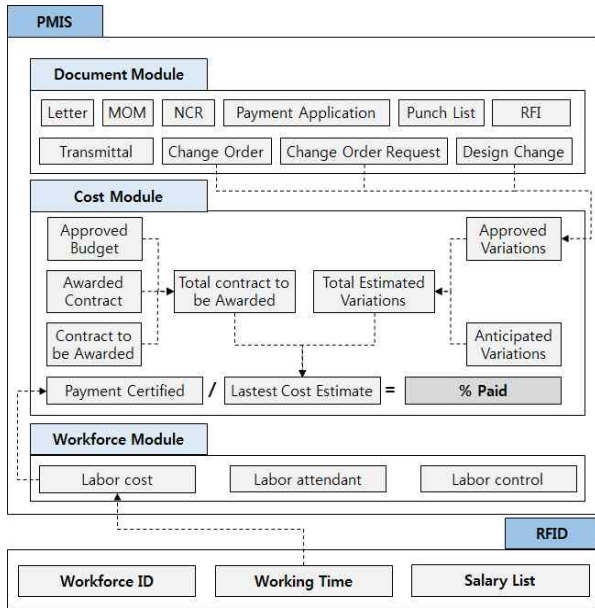 PMIS
Document Module
Letter MOM NCR Payment Application Punch List RFI
Transmittal Change Order Change Order Request Design Change
Cost Module
Approved
Budget
Approved
Variations
Awarded
Contract
Total contract to
be Awarded
Total Estimated
Variations
Contract to
be Awarded
Anticipated
Variations
Payment Certified / Lastest Cost Estimate = % Paid
Workforce Module
Labor cost Labor attendant Labor control
RFID
Workforce ID Working Time Salary List